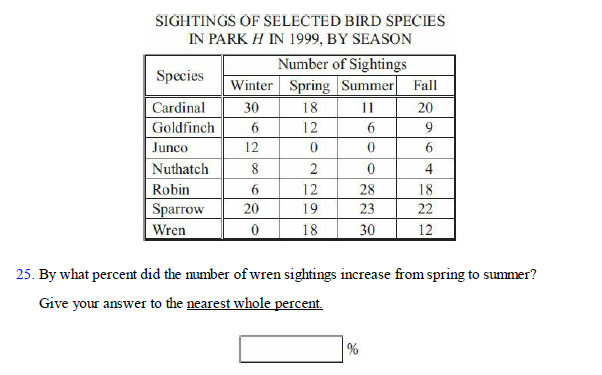 SIGHTINGS OF SELECTED BIRD SPECIES
IN PARK H IN 1999, BY SEASON
Species Number of Sightings
Winter Spring Summer Fall
Cardinal 30 18 11 20
Goldfinch 6 12 6 9
Junco 12 0 0 6
Nuthatch 8 2 0 4
Robin 6 12 28 18
Sparrow 20 19 23 22
Wren 0 18 30 12
25. By what percent did the number of wren sightings increase from spring to summer?
Give your answer to the nearest whole percent.
%